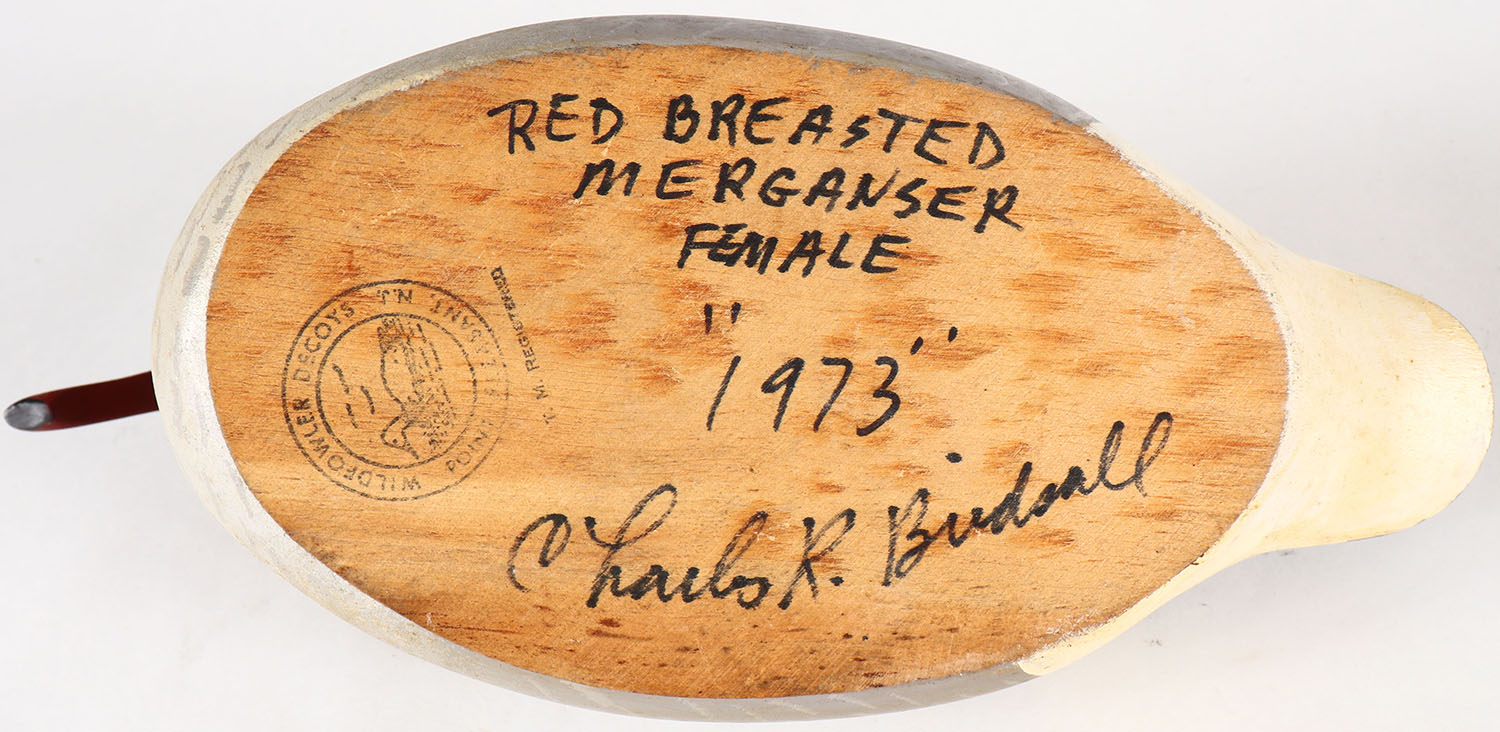 RED BREASTED
MERGANSER
FEMALE
"1973"
Charles R. Birdsall
WILDFOWLER DECOYS
POINT PLEASANT, N.J.
T. M. REGISTERED